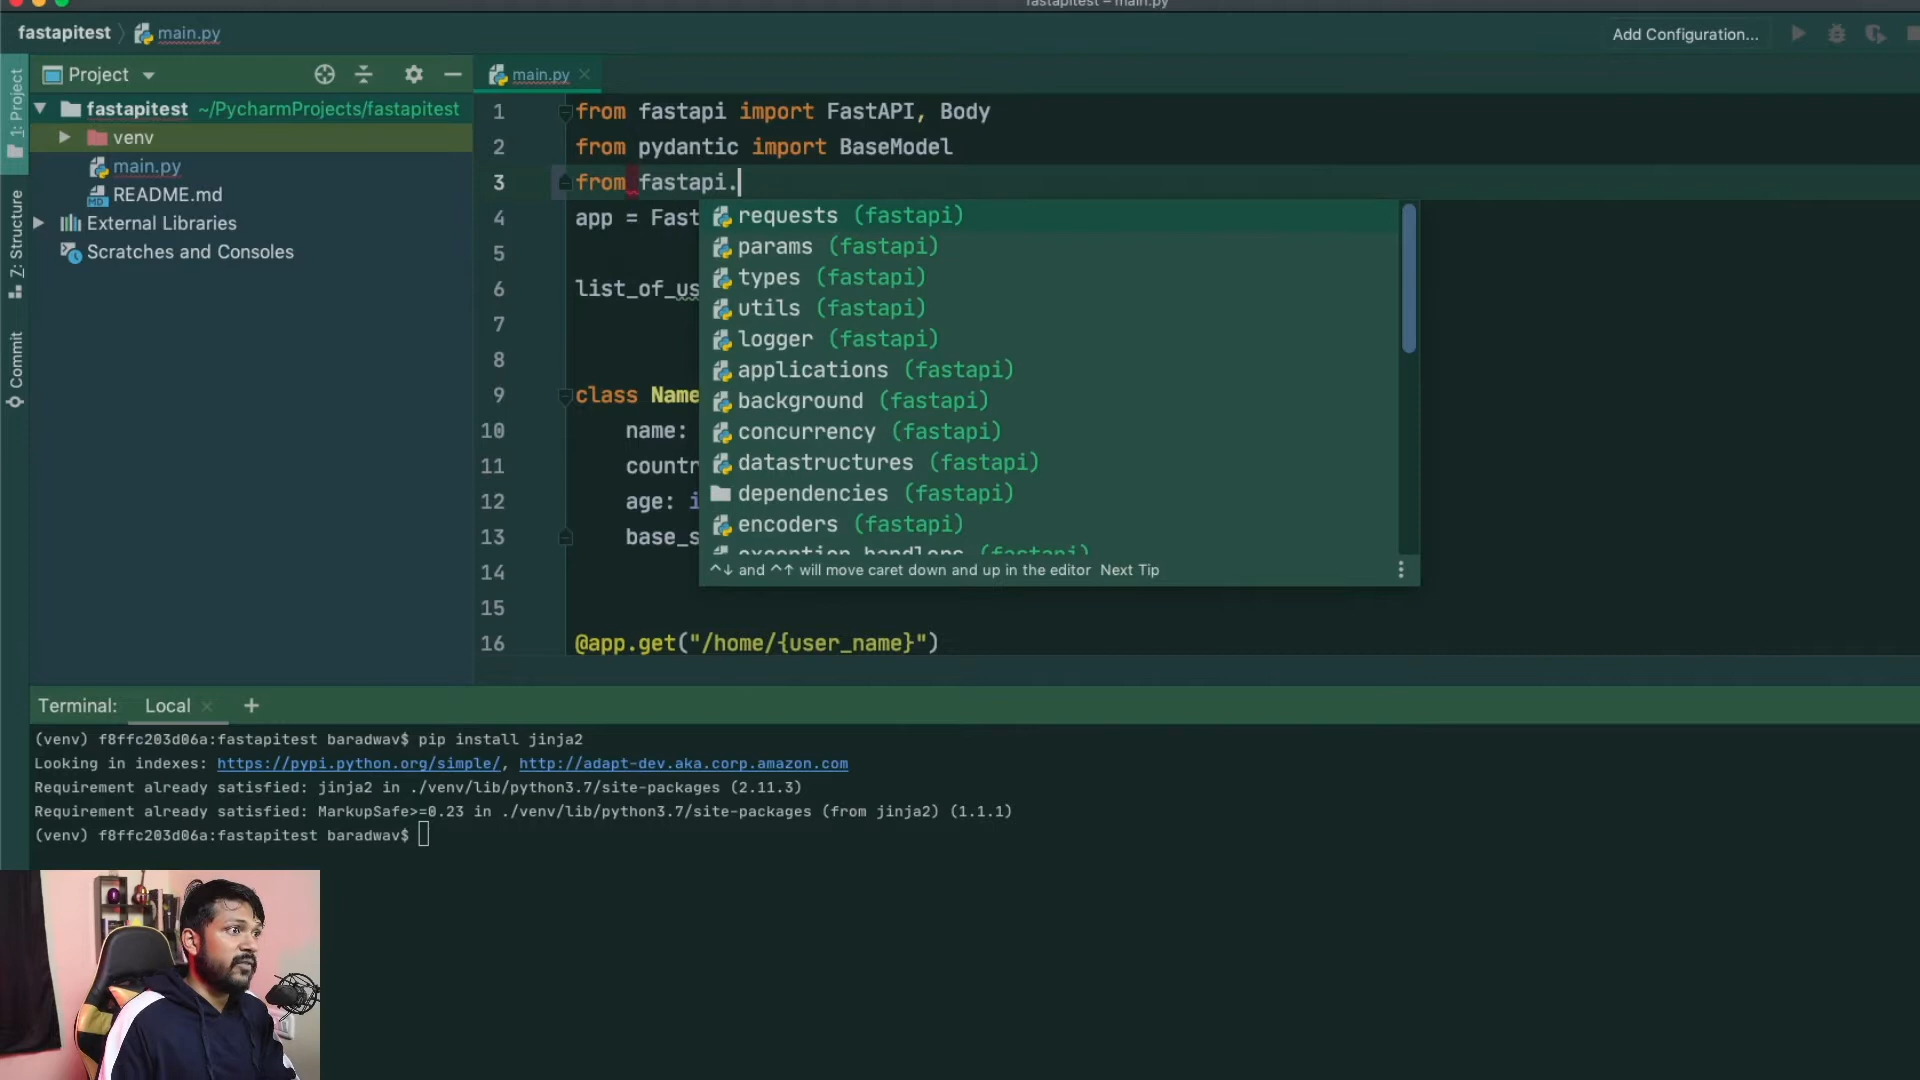 fastapitest – main.py
fastapitest main.py
Add Configuration...
1: Project
7: Structure
Commit
Project
fastapitest ~/PycharmProjects/fastapitest
venv
main.py
README.md
External Libraries
Scratches and Consoles
main.py
1 from fastapi import FastAPI, Body
2 from pydantic import BaseModel
3 from fastapi.
4 app = Fast
5
6 list_of_us
7
8
9 class Name
10 name:
11 countr
12 age: i
13 base_s
14
15
16 @app.get("/home/{user_name}")
requests (fastapi)
params (fastapi)
types (fastapi)
utils (fastapi)
logger (fastapi)
applications (fastapi)
background (fastapi)
concurrency (fastapi)
datastructures (fastapi)
dependencies (fastapi)
encoders (fastapi)
exception_handlers (fastapi)
^↓ and ^↑ will move caret down and up in the editor Next Tip
Terminal: Local +
(venv) f8ffc203d06a:fastapitest baradwav$ pip install jinja2
Looking in indexes: https://pypi.python.org/simple/, http://adapt-dev.aka.corp.amazon.com
Requirement already satisfied: jinja2 in ./venv/lib/python3.7/site-packages (2.11.3)
Requirement already satisfied: MarkupSafe>=0.23 in ./venv/lib/python3.7/site-packages (from jinja2) (1.1.1)
(venv) f8ffc203d06a:fastapitest baradwav$